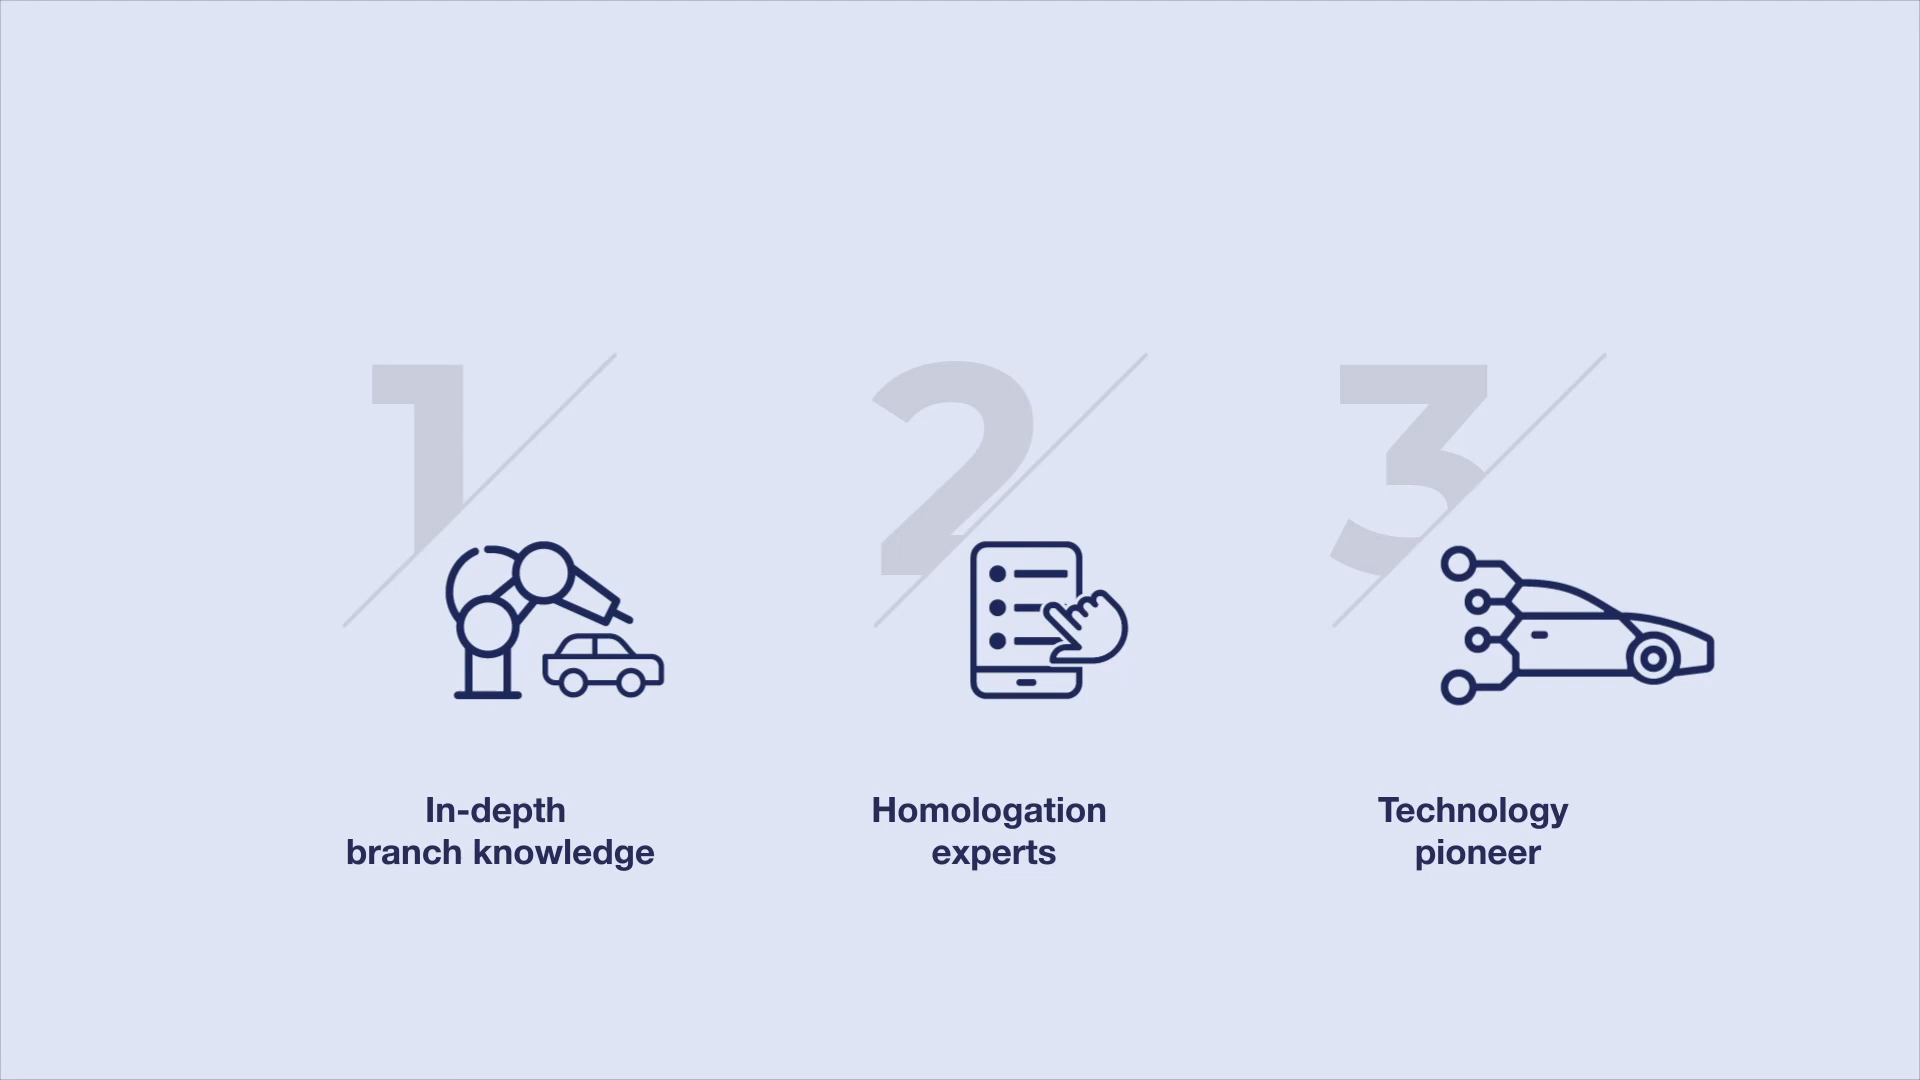 1
In-depth
branch knowledge
2
Homologation
experts
3
Technology
pioneer